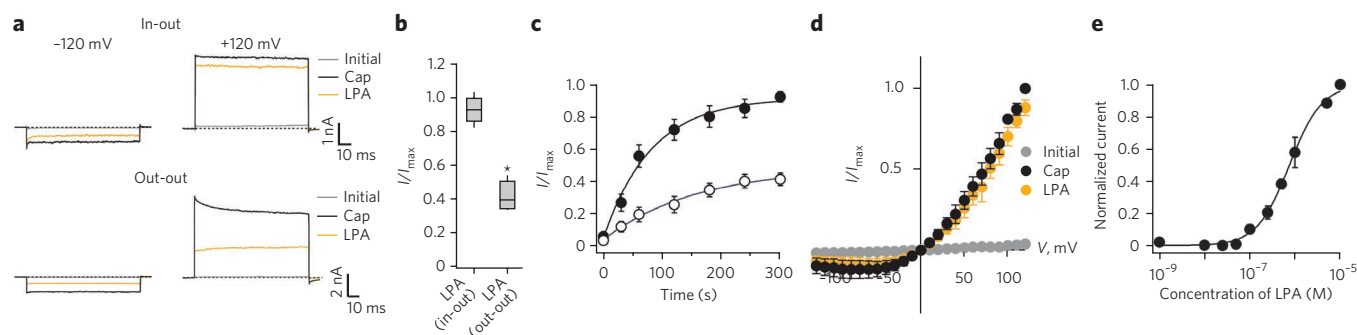 a
In-out
–120 mV
+120 mV
Initial
Cap
LPA
1 nA
10 ms
Out-out
Initial
Cap
LPA
2 nA
10 ms
b
I/Imax
1.2
1.0
0.8
0.6
0.4
0.2
0
*
LPA
(in-out)
LPA
(out-out)
c
I/Imax
1.0
0.8
0.6
0.4
0.2
0
0
100
200
300
Time (s)
d
I/Imax
1.0
0.5
Initial
Cap
LPA
V, mV
–100
–50
50
100
e
Normalized current
1.0
0.8
0.6
0.4
0.2
0
10⁻⁹
10⁻⁷
10⁻⁵
Concentration of LPA (M)